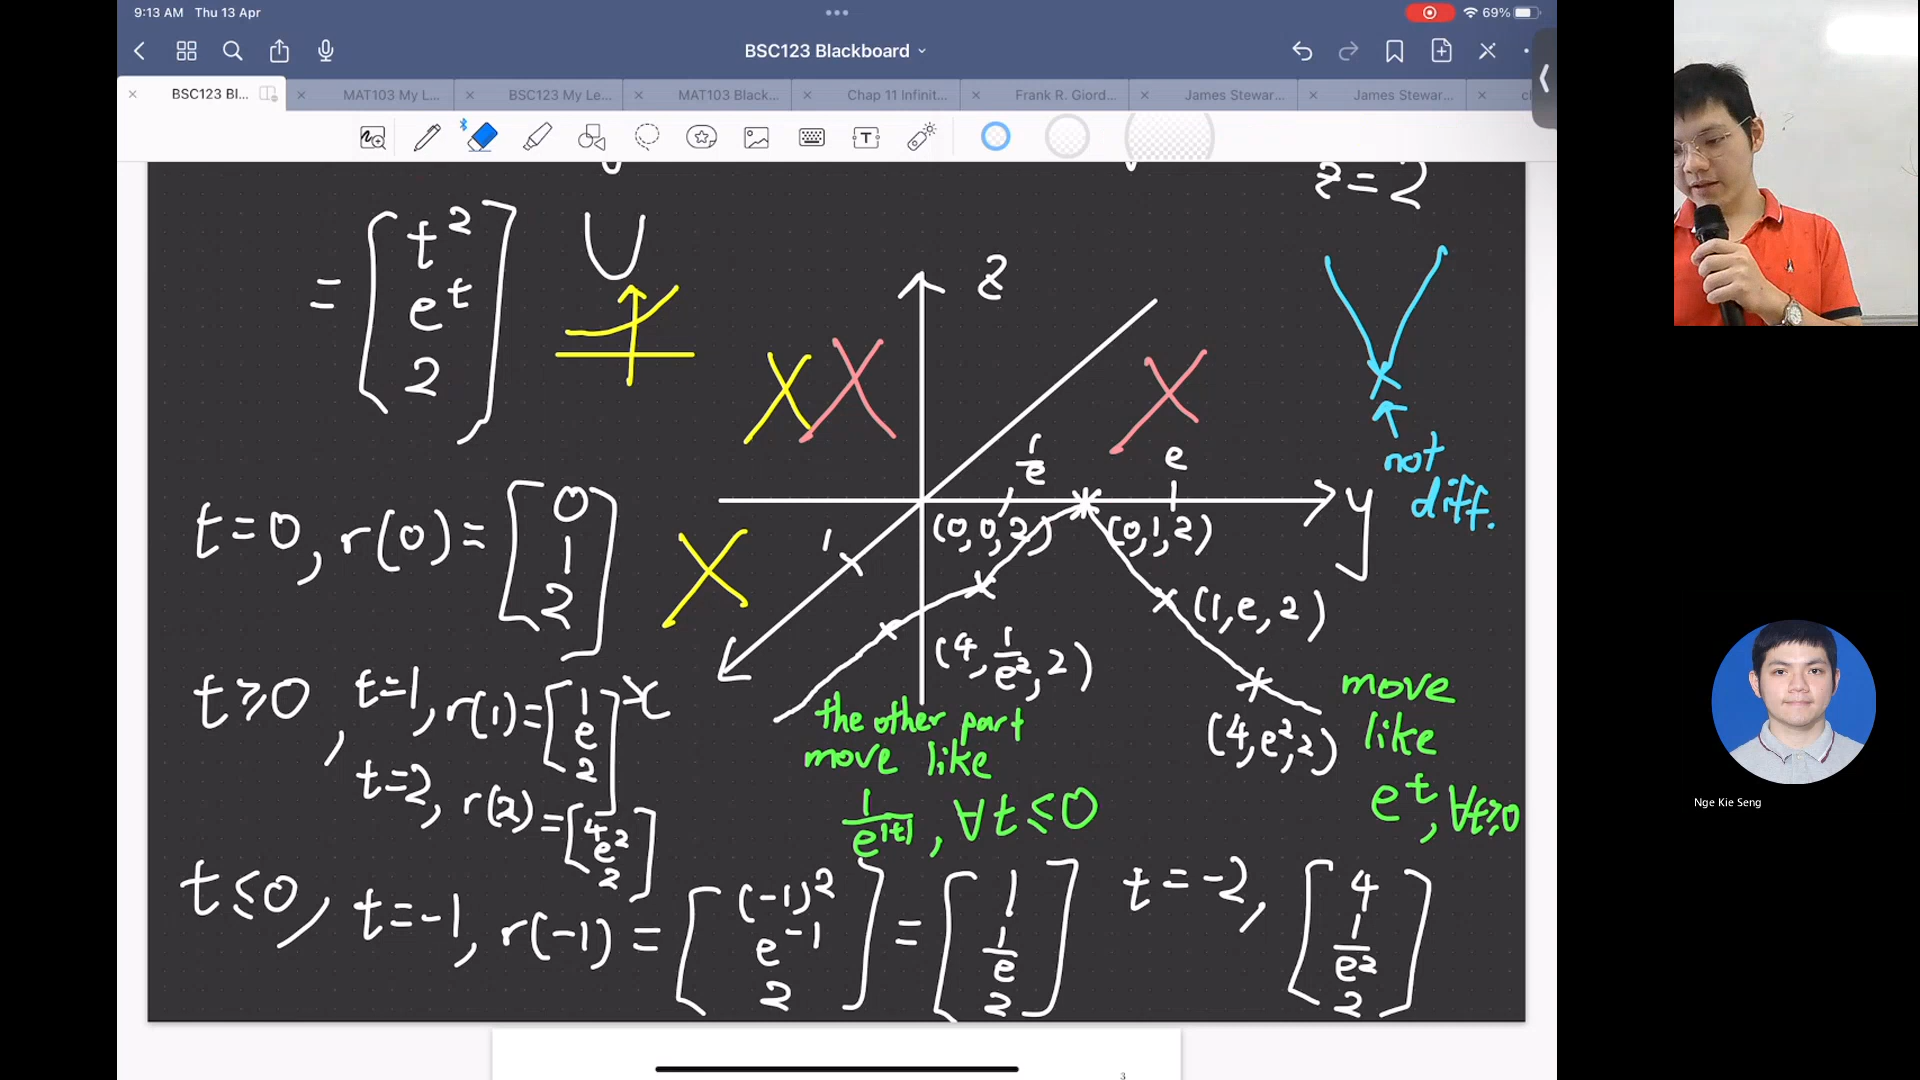 9:13 AM Thu 13 Apr
69%
BSC123 Blackboard
BSC123 Bl...
MAT103 My L...
BSC123 My Le...
MAT103 Black...
Chap 11 Infinit...
Frank R. Giord...
James Stewar...
James Stewar...
z = 2
= [t² e^t 2]
z
1/e
e
y
not
diff.
(0,0,2)
(0,1,2)
1
t=0, r(0)= [0 1 2]
(1,e,2)
(4,1/e²,2)
(4,e²,2)
x
t≥0, t=1, r(1)= [1 e 2]
t=2, r(2)= [4 e² 2]
the other part
move like
1/e^|t|, ∀t≤0
move
like
e^t, ∀t≥0
t≤0, t=-1, r(-1) = [(-1)² e^-1 2] = [1 1/e 2]
t=-2, [4 1/e² 2]
3
Nge Kie Seng